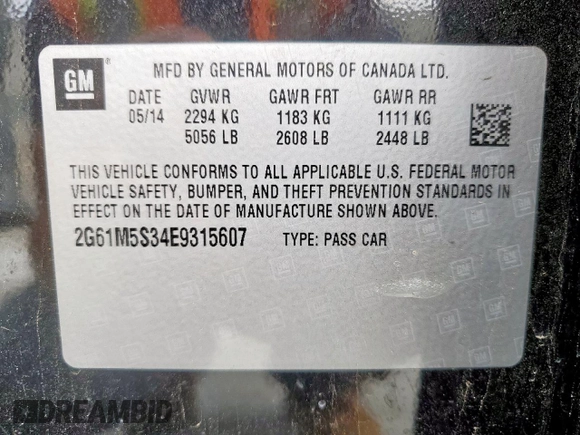 GM
MFD BY GENERAL MOTORS OF CANADA LTD.
DATE GVWR GAWR FRT GAWR RR
05/14 2294 KG 1183 KG 1111 KG
5056 LB 2608 LB 2448 LB
THIS VEHICLE CONFORMS TO ALL APPLICABLE U.S. FEDERAL MOTOR
VEHICLE SAFETY, BUMPER, AND THEFT PREVENTION STANDARDS IN
EFFECT ON THE DATE OF MANUFACTURE SHOWN ABOVE.
2G61M5S34E9315607 TYPE: PASS CAR
DREAMBID